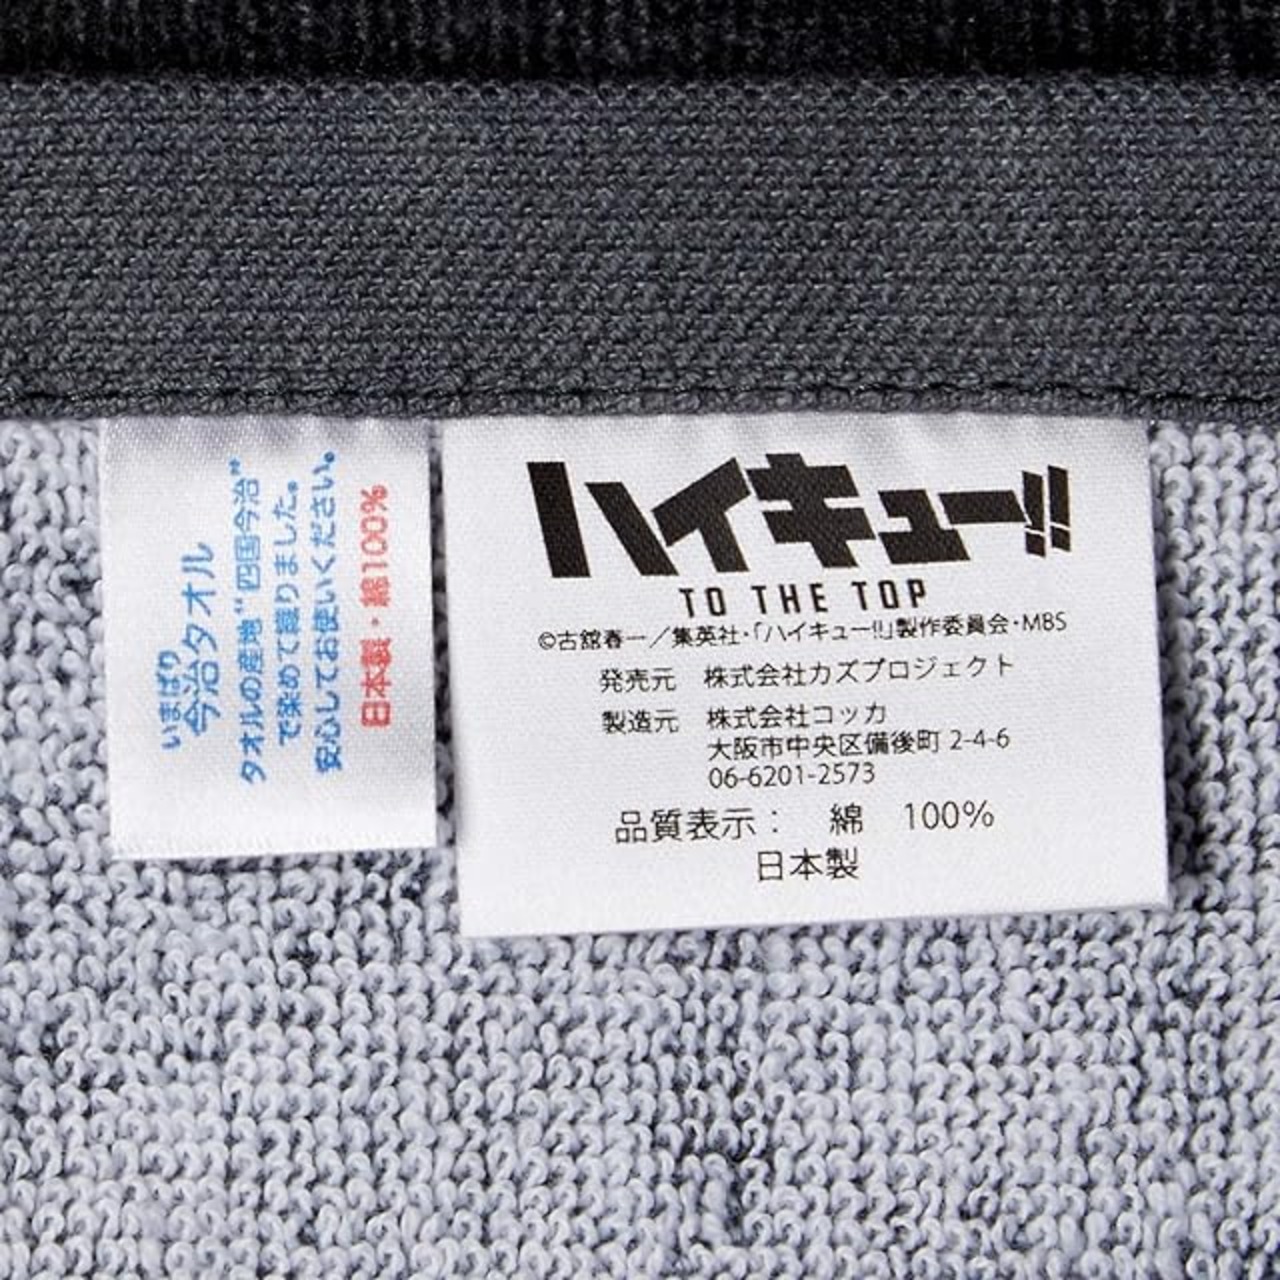 いまばり
今治タオル
タオルの産地"四国今治"
で染めて織りました。
安心してお使いください。
日本製・綿100%
ハイキュー!!
TO THE TOP
©古舘春一／集英社・「ハイキュー!!」製作委員会・MBS
発売元 株式会社カズプロジェクト
製造元 株式会社コッカ
大阪市中央区備後町 2-4-6
06-6201-2573
品質表示： 綿 100%
日本製